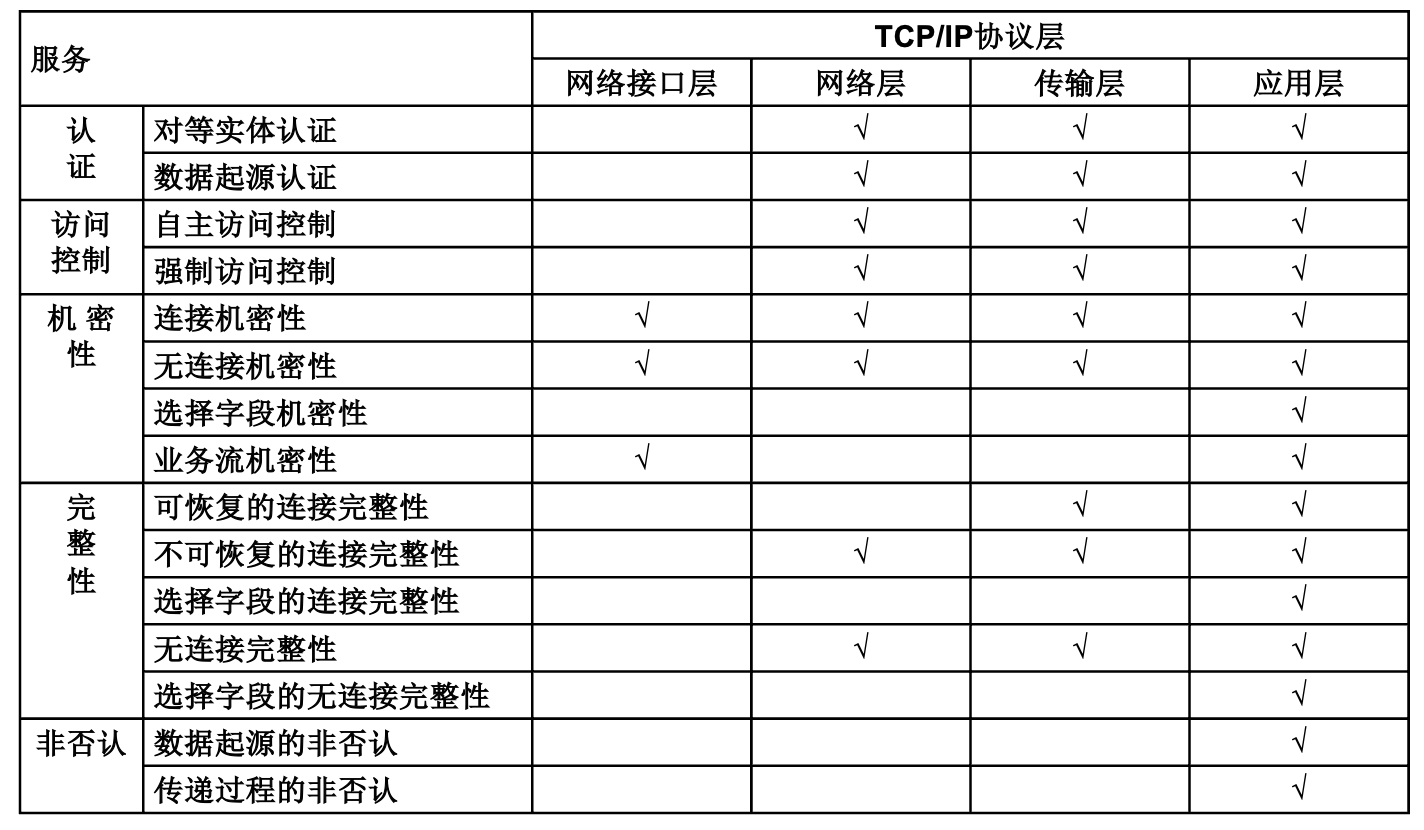 服务
TCP/IP协议层
网络接口层 网络层 传输层 应用层
认
证
对等实体认证 √ √ √
数据起源认证 √ √ √
访问
控制
自主访问控制 √ √ √
强制访问控制 √ √ √
机 密
性
连接机密性 √ √ √ √
无连接机密性 √ √ √ √
选择字段机密性 √
业务流机密性 √ √
完
整
性
可恢复的连接完整性 √ √
不可恢复的连接完整性 √ √ √
选择字段的连接完整性 √
无连接完整性 √ √ √
选择字段的无连接完整性 √
非否认
数据起源的非否认 √
传递过程的非否认 √